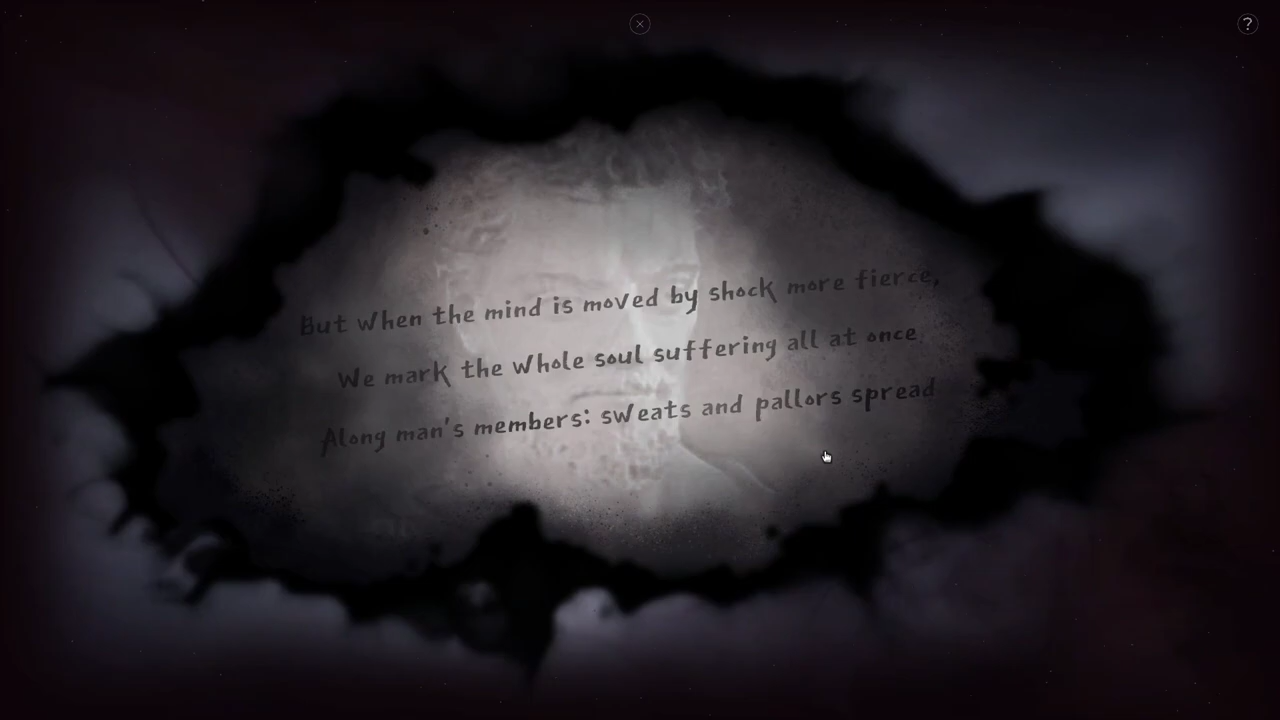 ?
But when the mind is moved by shock more fierce,
We mark the whole soul suffering all at once
Along man's members: sweats and pallors spread